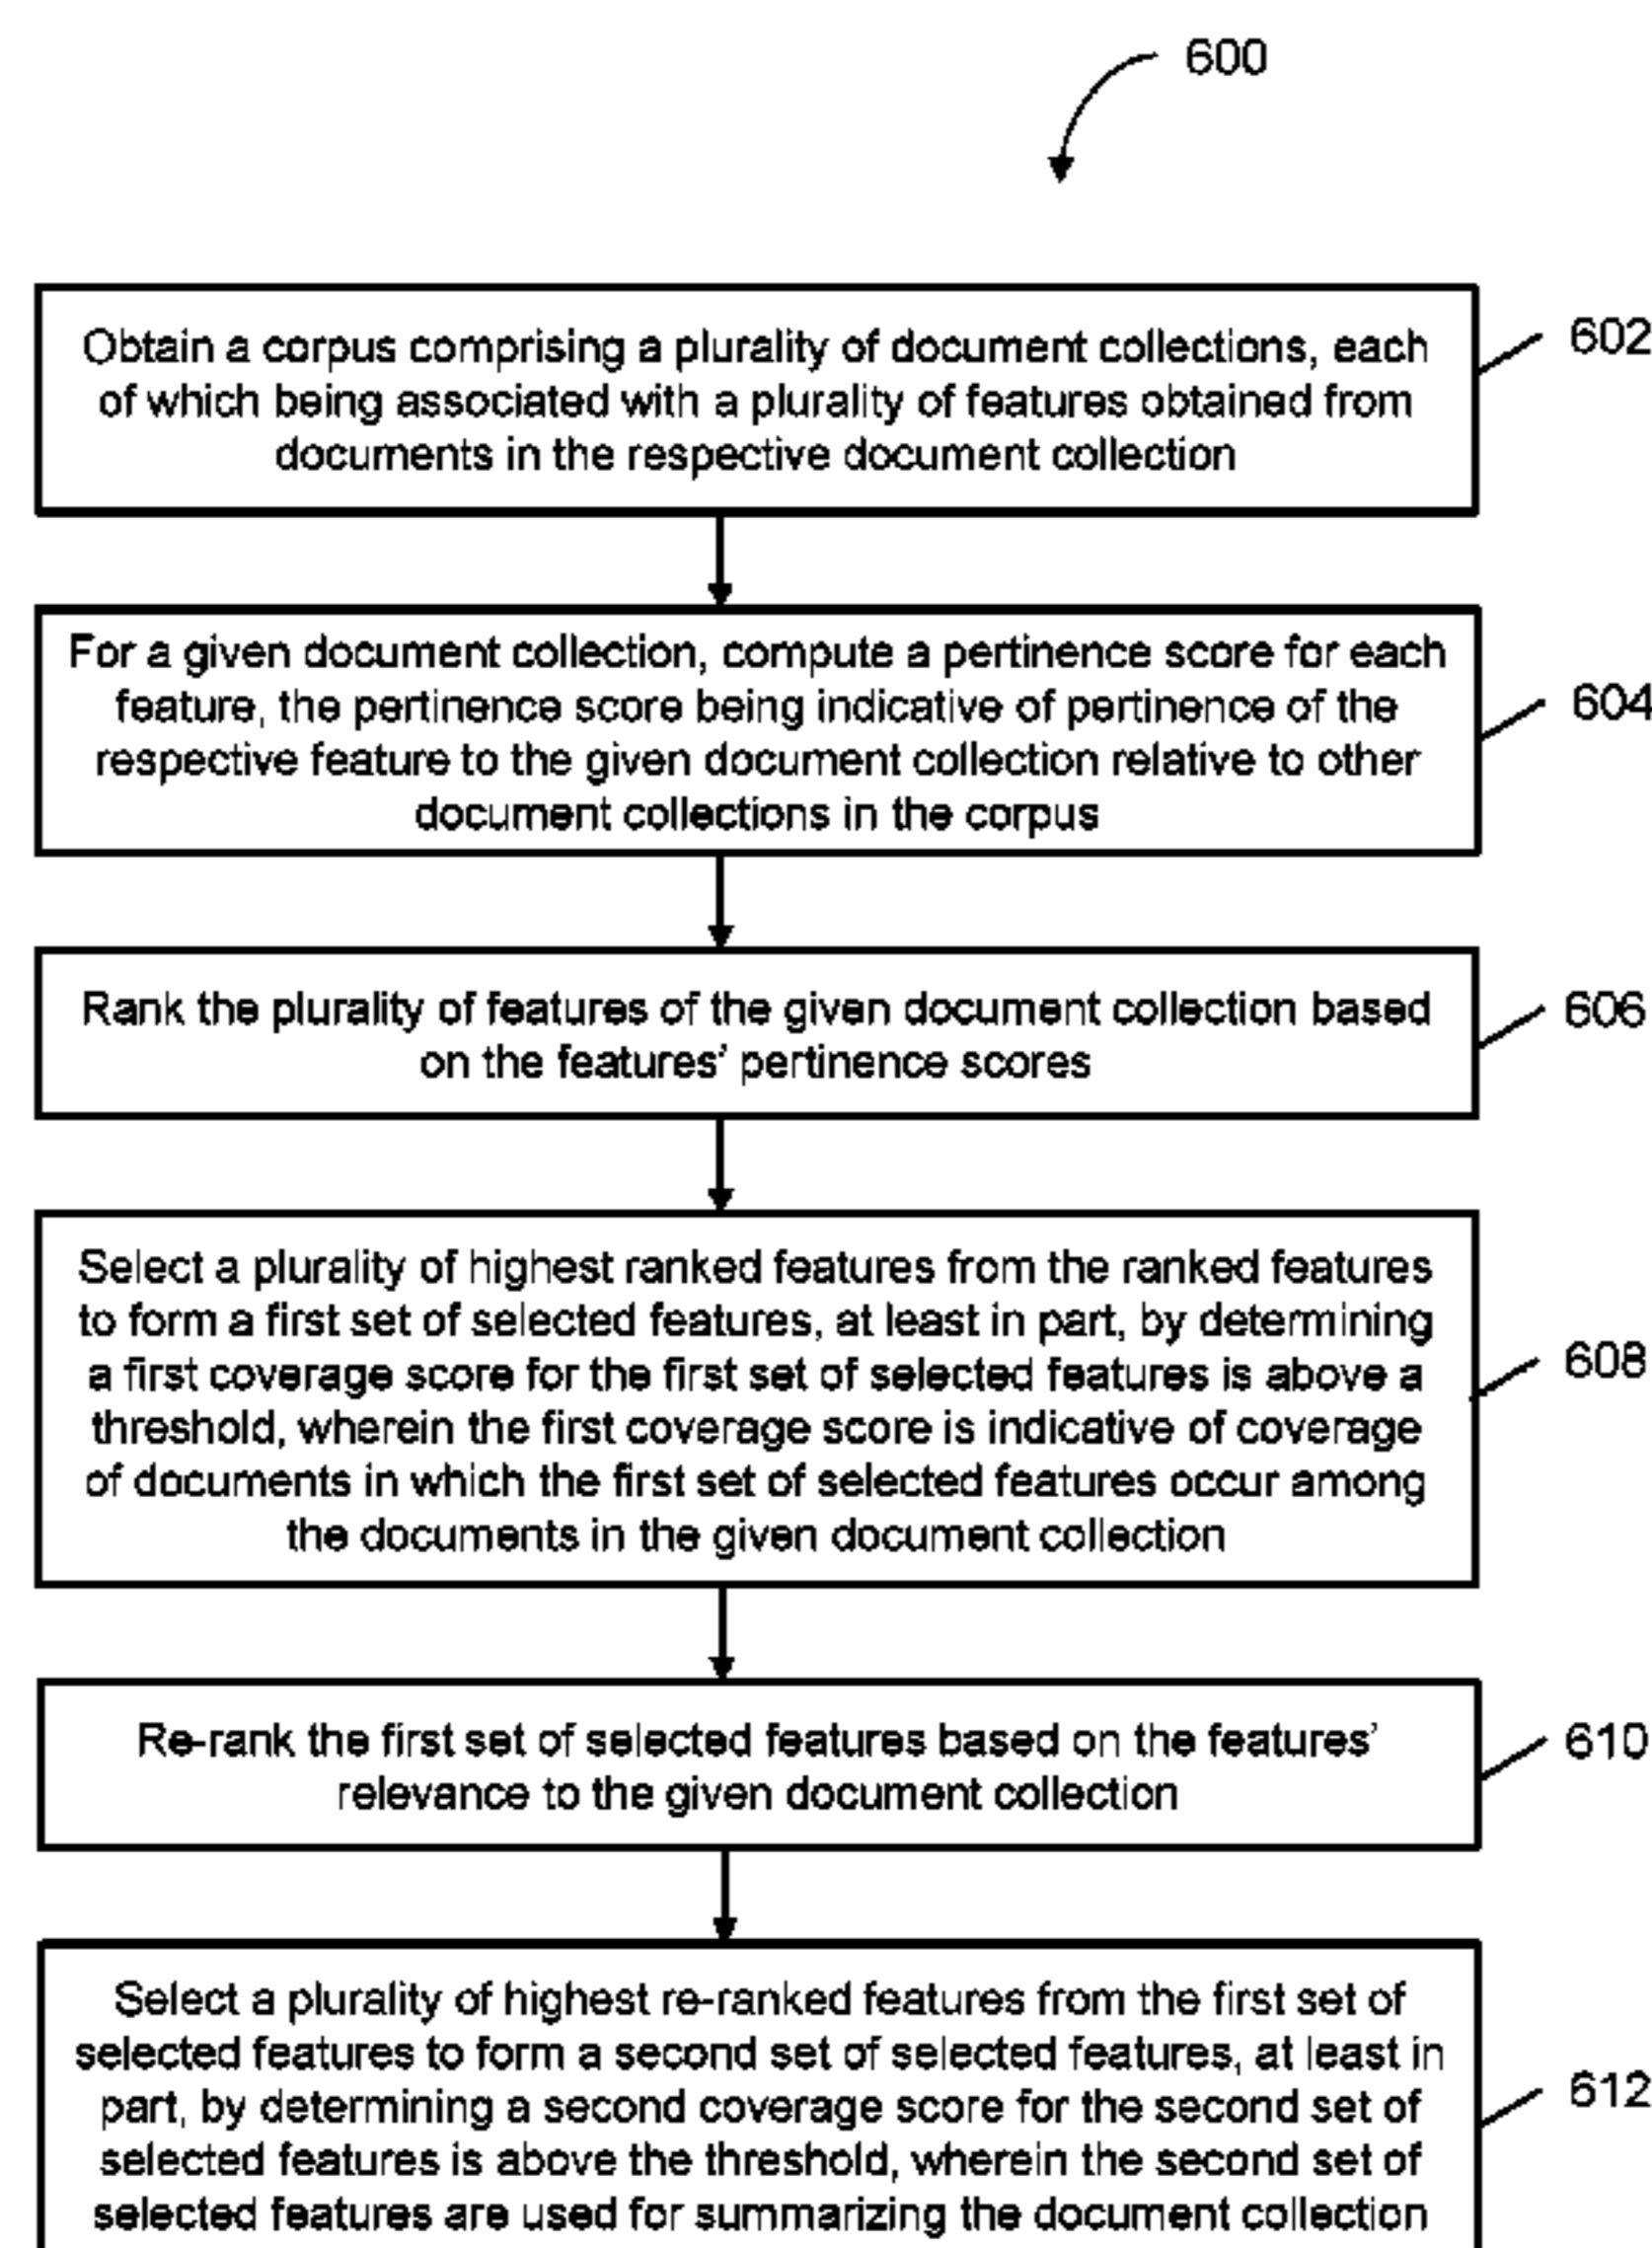 600
Obtain a corpus comprising a plurality of document collections, each
of which being associated with a plurality of features obtained from
documents in the respective document collection
602
For a given document collection, compute a pertinence score for each
feature, the pertinence score being indicative of pertinence of the
respective feature to the given document collection relative to other
document collections in the corpus
604
Rank the plurality of features of the given document collection based
on the features’ pertinence scores
606
Select a plurality of highest ranked features from the ranked features
to form a first set of selected features, at least in part, by determining
a first coverage score for the first set of selected features is above a
threshold, wherein the first coverage score is indicative of coverage
of documents in which the first set of selected features occur among
the documents in the given document collection
608
Re-rank the first set of selected features based on the features’
relevance to the given document collection
610
Select a plurality of highest re-ranked features from the first set of
selected features to form a second set of selected features, at least in
part, by determining a second coverage score for the second set of
selected features is above the threshold, wherein the second set of
selected features are used for summarizing the document collection
612